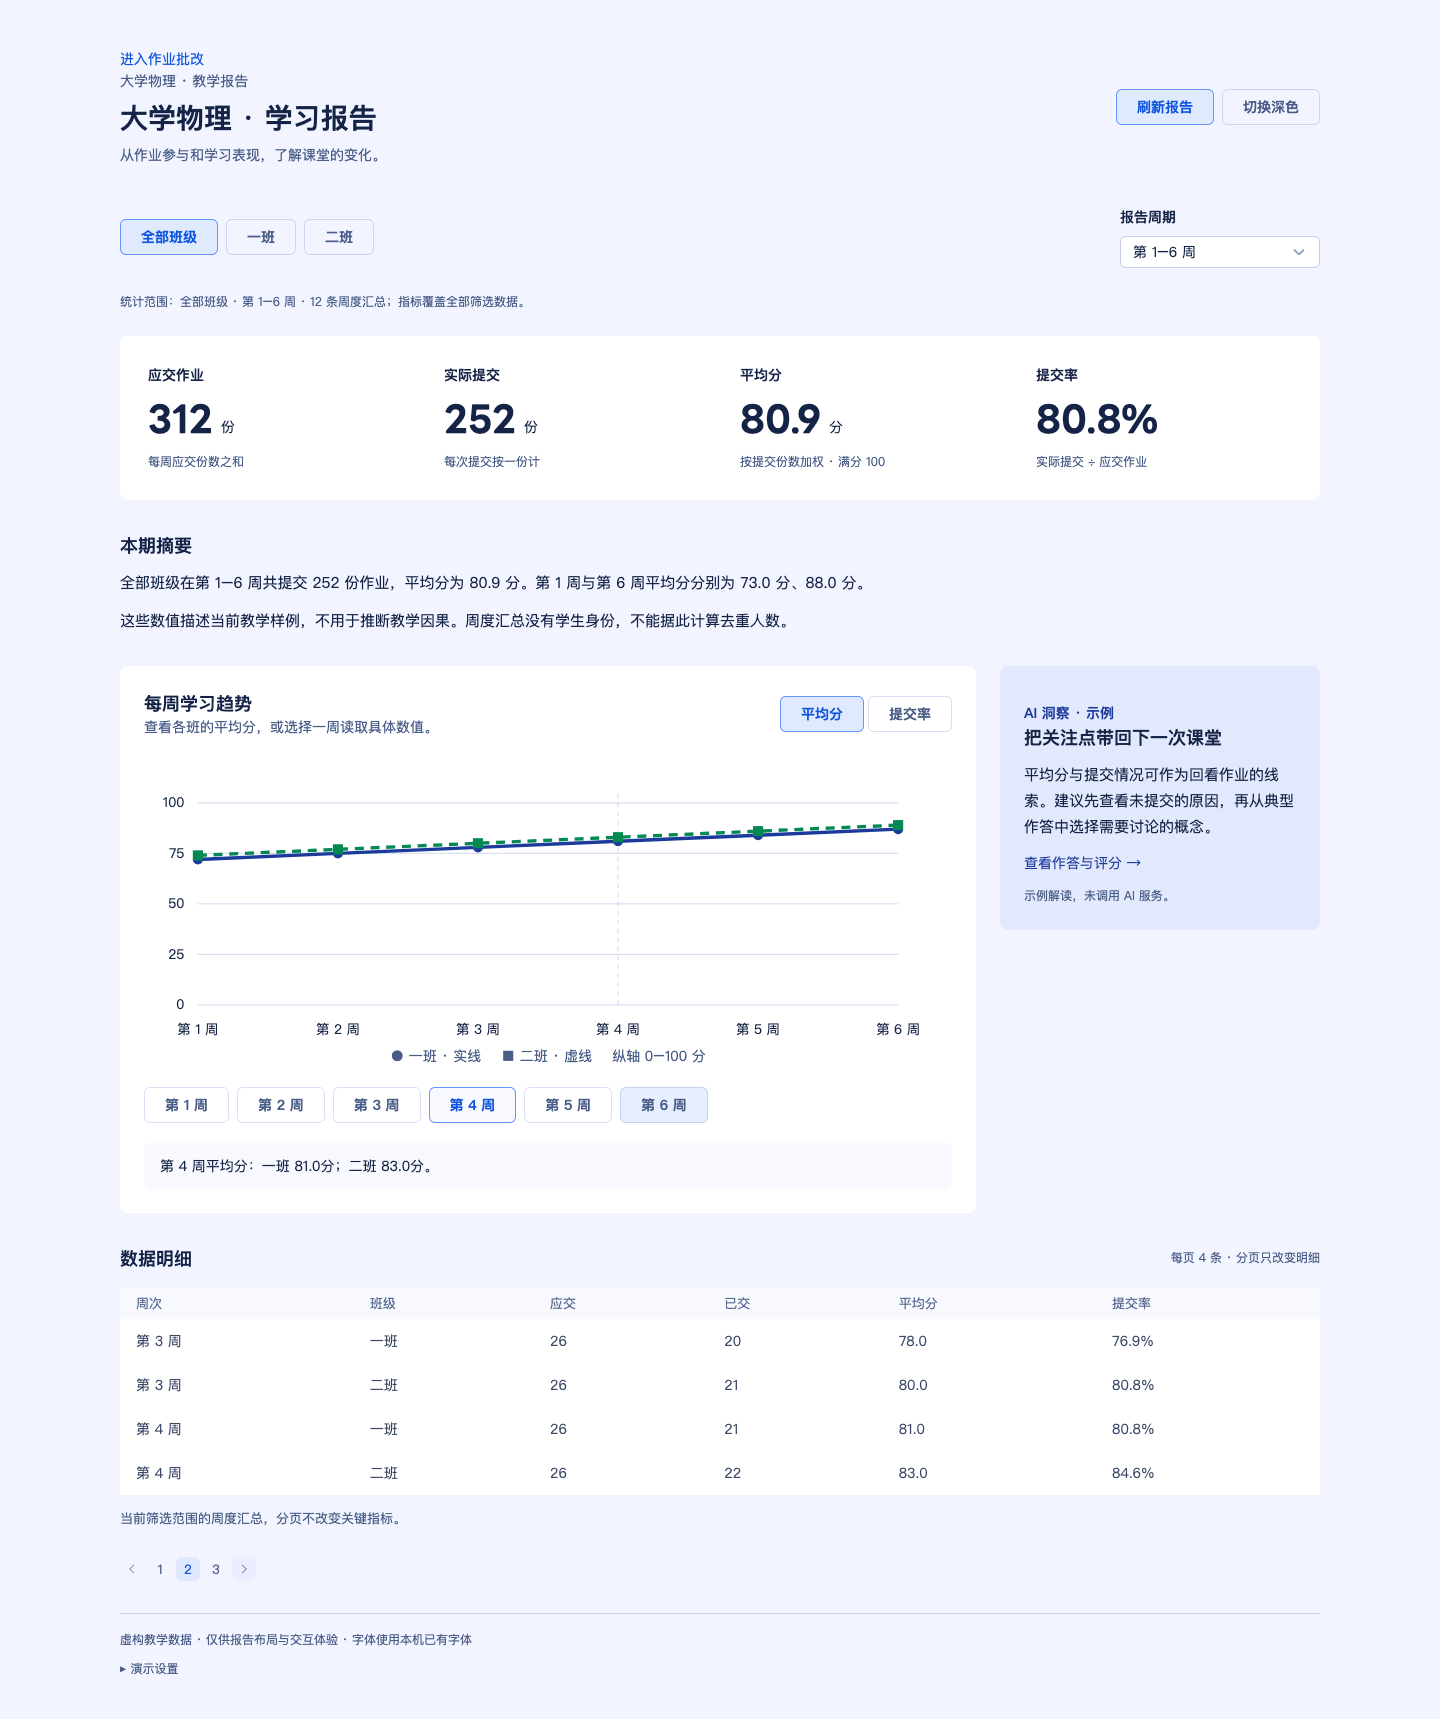 进入作业批改
大学物理 · 教学报告
大学物理 · 学习报告
从作业参与和学习表现，了解课堂的变化。
刷新报告 切换深色
全部班级 一班 二班
报告周期
第 1—6 周
统计范围：全部班级 · 第 1—6 周 · 12 条周度汇总；指标覆盖全部筛选数据。
应交作业 实际提交 平均分 提交率
312 份 252 份 80.9 分 80.8%
每周应交份数之和 每次提交按一份计 按提交份数加权 · 满分 100 实际提交 ÷ 应交作业
本期摘要
全部班级在第 1—6 周共提交 252 份作业，平均分为 80.9 分。第 1 周与第 6 周平均分分别为 73.0 分、88.0 分。
这些数值描述当前教学样例，不用于推断教学因果。周度汇总没有学生身份，不能据此计算去重人数。
每周学习趋势
查看各班的平均分，或选择一周读取具体数值。
平均分 提交率
100
75
50
25
0
第 1 周 第 2 周 第 3 周 第 4 周 第 5 周 第 6 周
一班 · 实线 二班 · 虚线 纵轴 0—100 分
第 1 周 第 2 周 第 3 周 第 4 周 第 5 周 第 6 周
第 4 周平均分：一班 81.0分；二班 83.0分。
AI 洞察 · 示例
把关注点带回下一次课堂
平均分与提交情况可作为回看作业的线
索。建议先查看未提交的原因，再从典型
作答中选择需要讨论的概念。
查看作答与评分 →
示例解读，未调用 AI 服务。
数据明细
每页 4 条 · 分页只改变明细
周次 班级 应交 已交 平均分 提交率
第 3 周 一班 26 20 78.0 76.9%
第 3 周 二班 26 21 80.0 80.8%
第 4 周 一班 26 21 81.0 80.8%
第 4 周 二班 26 22 83.0 84.6%
当前筛选范围的周度汇总，分页不改变关键指标。
1 2 3
虚构教学数据 · 仅供报告布局与交互体验 · 字体使用本机已有字体
▸ 演示设置